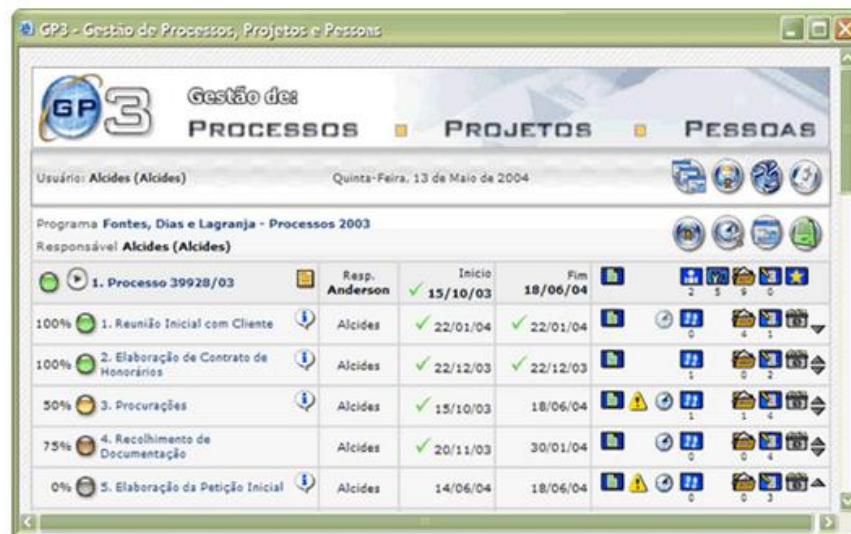 GP3 - Gestão de Processos, Projetos e Pessoas
GP3
Gestão de:
PROCESSOS PROJETOS PESSOAS
Usuário: Alcides (Alcides) Quinta-Feira, 13 de Maio de 2004
Programa Fontes, Dias e Lagranja - Processos 2003
Responsável Alcides (Alcides)
1. Processo 39928/03 Resp. Anderson Início 15/10/03 Fim 18/06/04 2 5 9 0
100% 1. Reunião Inicial com Cliente Alcides 22/01/04 22/01/04 0 4 1
100% 2. Elaboração de Contrato de Alcides 22/12/03 22/12/03 1 0 2
Honorários
50% 3. Procurações Alcides 15/10/03 18/06/04 1 1 4
75% 4. Recolhimento de Alcides 20/11/03 30/01/04 0 0 4
Documentação
0% 5. Elaboração da Petição Inicial Alcides 14/06/04 18/06/04 0 0 3